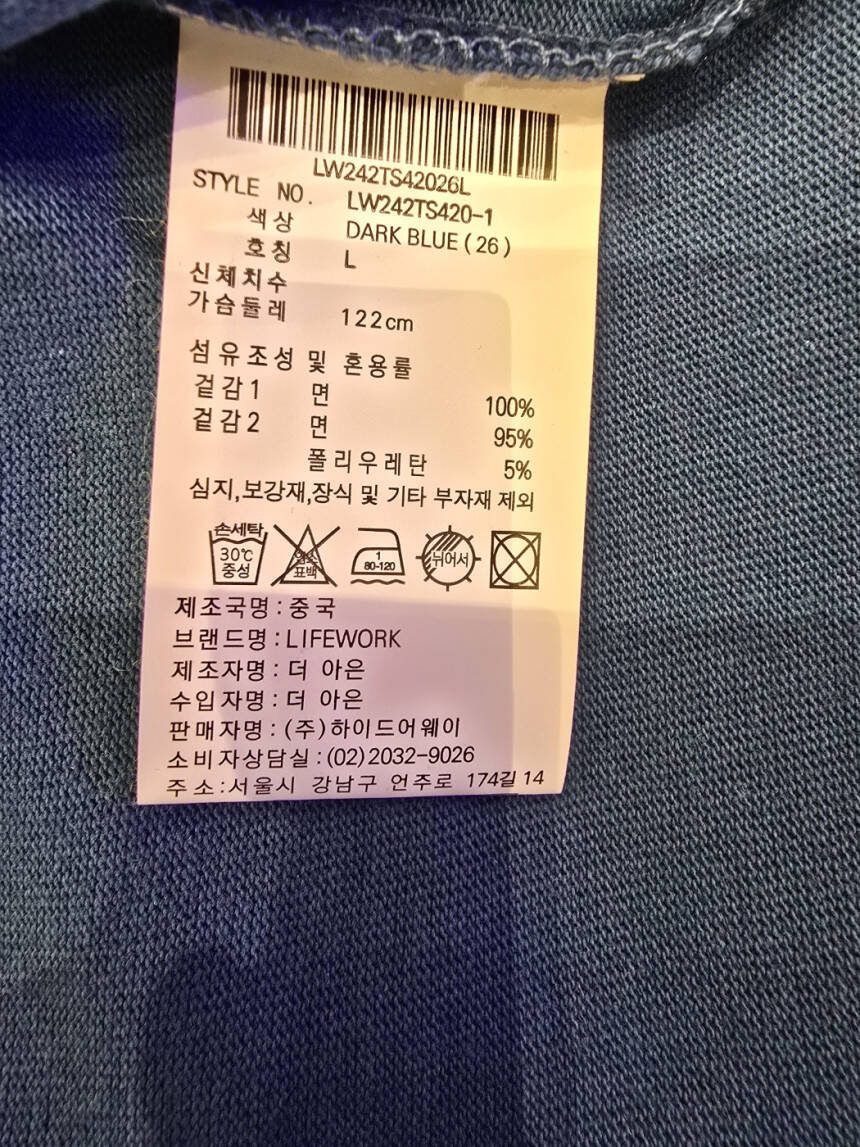 LW242TS42026L
STYLE NO. LW242TS420-1
색상 DARK BLUE (26)
호칭 L
신체치수
가슴둘레 122cm
섬유조성 및 혼용률
겉감1 면 100%
겉감2 면 95%
폴리우레탄 5%
심지,보강재,장식 및 기타 부자재 제외
손세탁
30℃ 중성
염소 표백
1 80-120
뉘어서
제조국명:중국
브랜드명:LIFEWORK
제조자명:더 아은
수입자명:더 아은
판매자명:(주)하이드어웨이
소비자상담실:(02)2032-9026
주소:서울시 강남구 언주로 174길 14